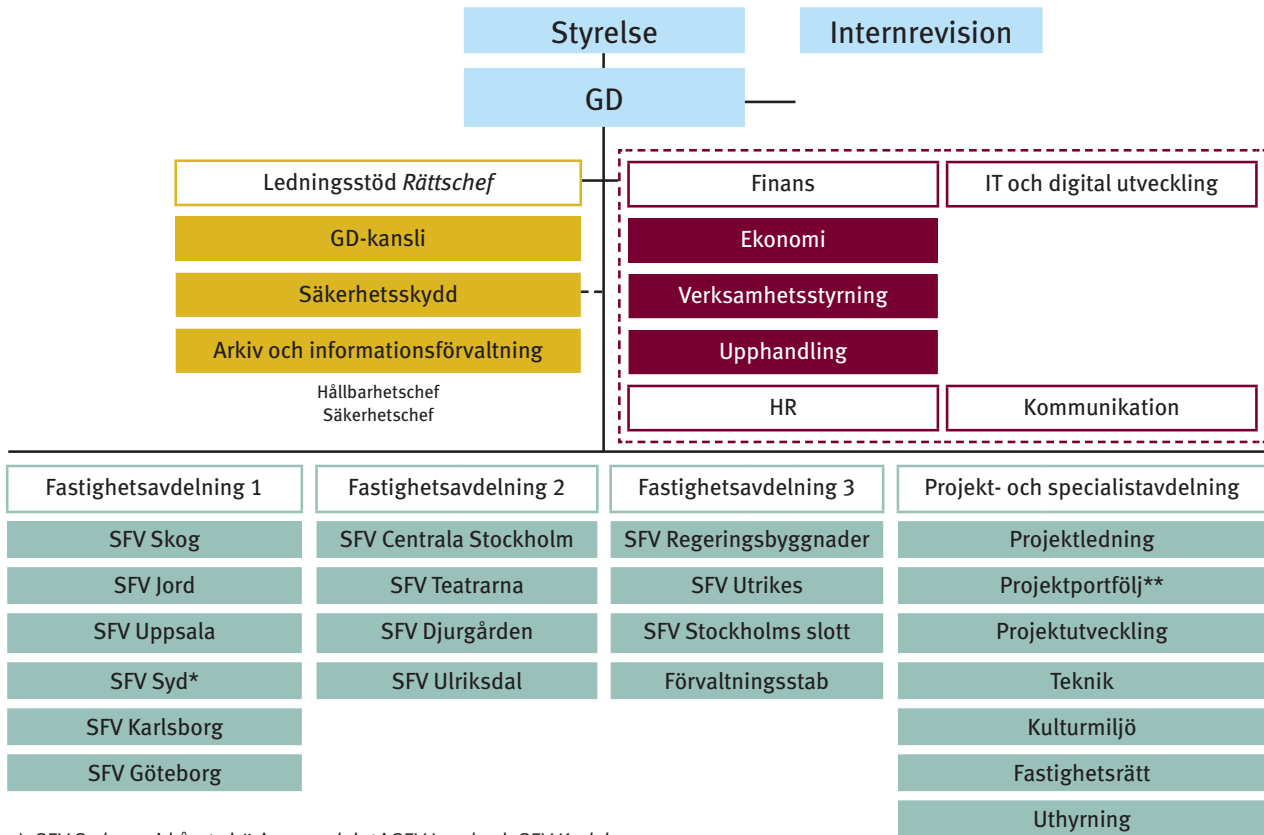 Styrelse
Internrevision
GD
Ledningsstöd Rättschef
GD-kansli
Säkerhetsskydd
Arkiv och informationsförvaltning
Hållbarhetschef
Säkerhetschef
Finans
IT och digital utveckling
Ekonomi
Verksamhetsstyrning
Upphandling
HR
Kommunikation
Fastighetsavdelning 1
SFV Skog
SFV Jord
SFV Uppsala
SFV Syd*
SFV Karlsborg
SFV Göteborg
Fastighetsavdelning 2
SFV Centrala Stockholm
SFV Teatrarna
SFV Djurgården
SFV Ulriksdal
Fastighetsavdelning 3
SFV Regeringsbyggnader
SFV Utrikes
SFV Stockholms slott
Förvaltningsstab
Projekt- och specialistavdelning
Projektledning
Projektportfölj**
Projektutveckling
Teknik
Kulturmiljö
Fastighetsrätt
Uthyrning